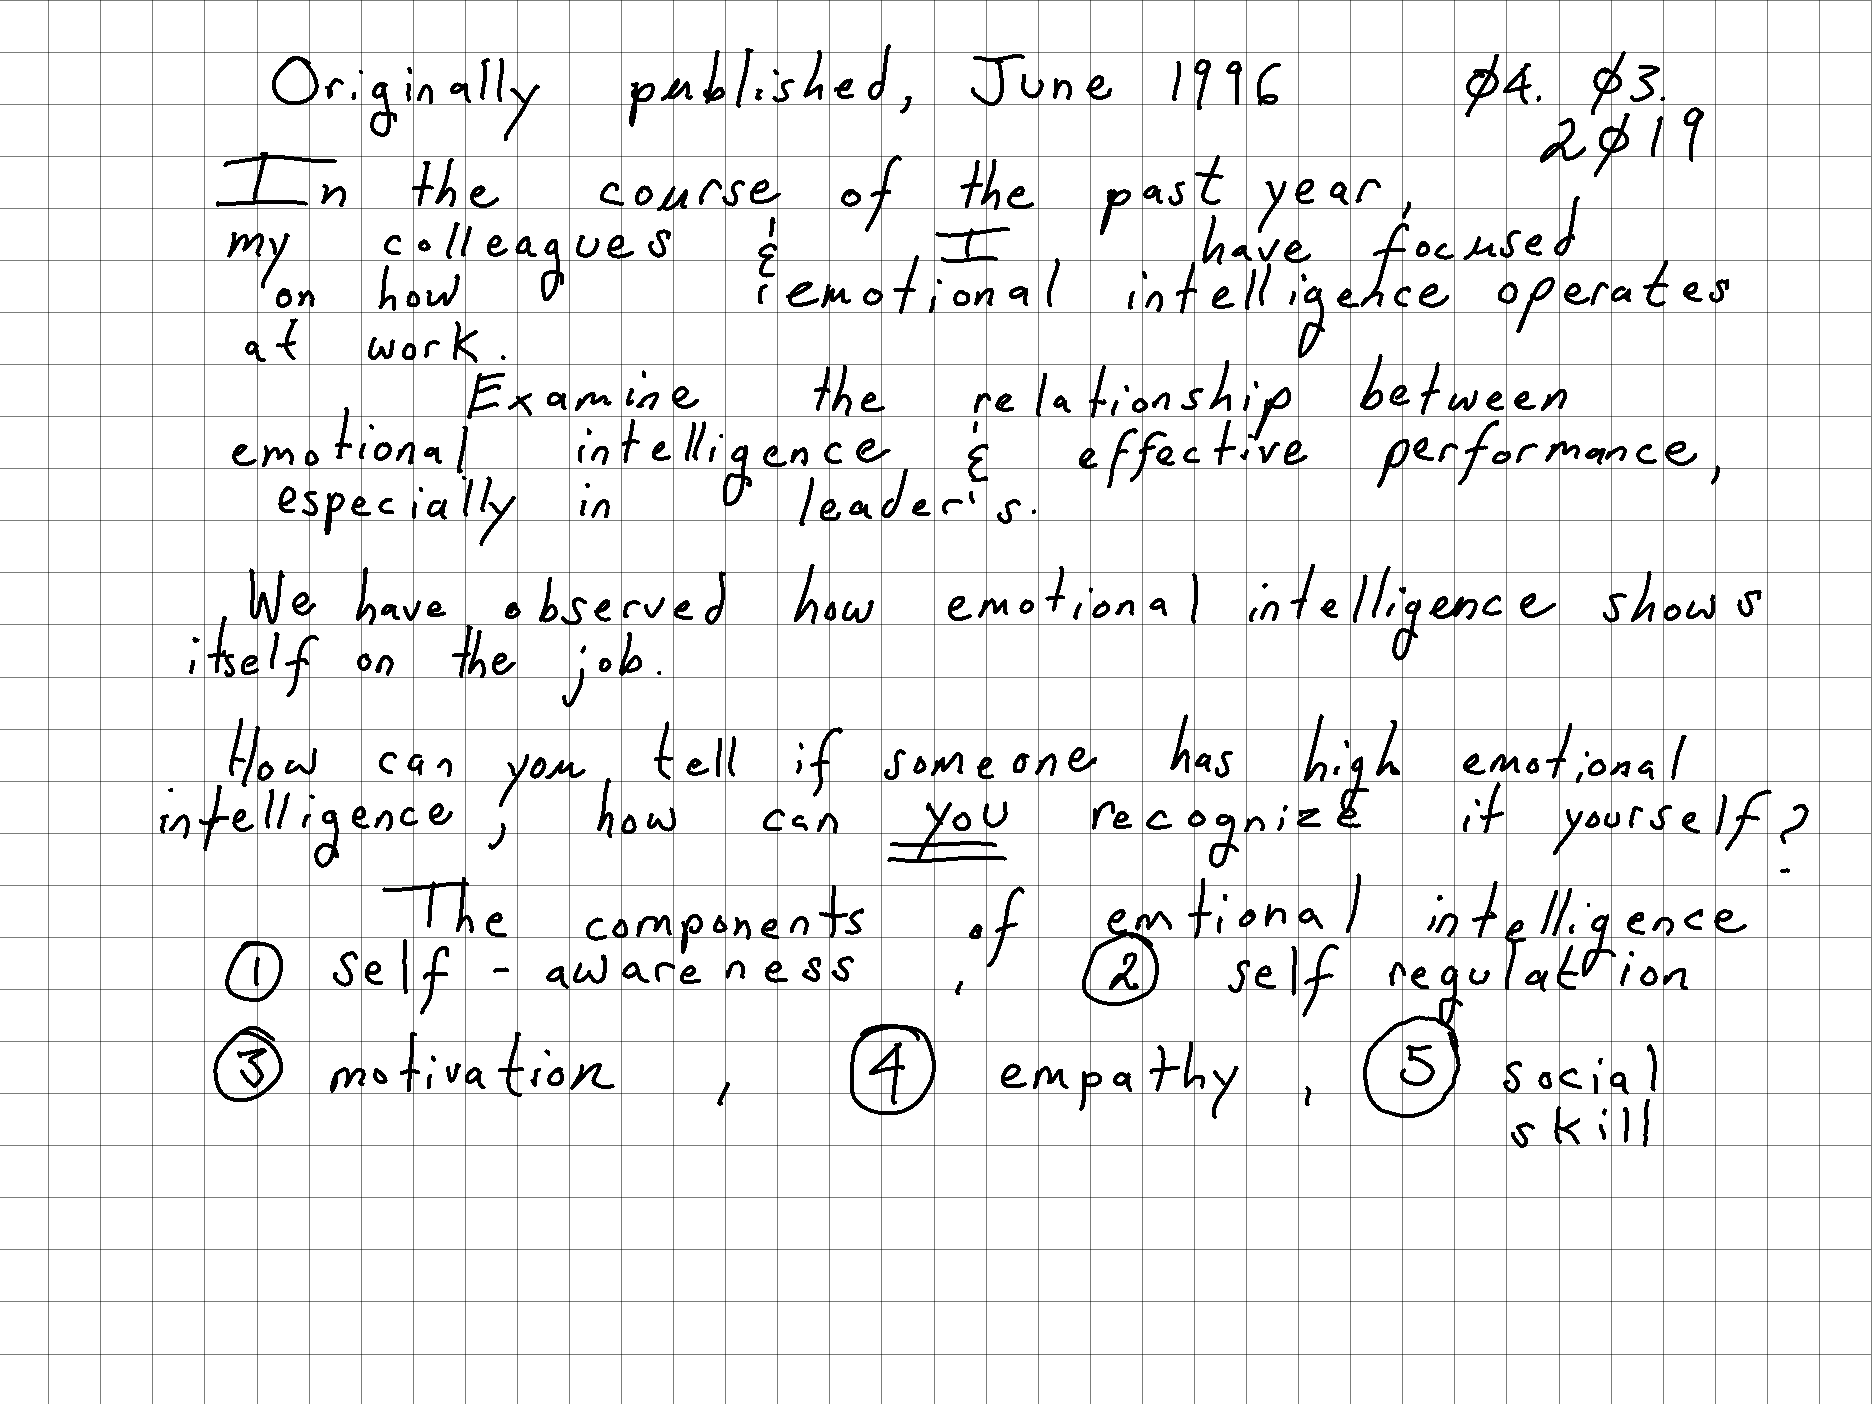 Originally published, June 1996 Ø4. Ø3.
2Ø19
In the course of the past year,
my colleagues & I have focused
on how emotional intelligence operates
at work.
Examine the relationship between
emotional intelligence & effective performance,
especially in leader's.
We have observed how emotional intelligence shows
itself on the job.
How can you tell if someone has high emotional
intelligence, how can you recognize it yourself?
The components of emtional intelligence
① self-awareness, ② self regulation
③ motivation, ④ empathy, ⑤ social
skill